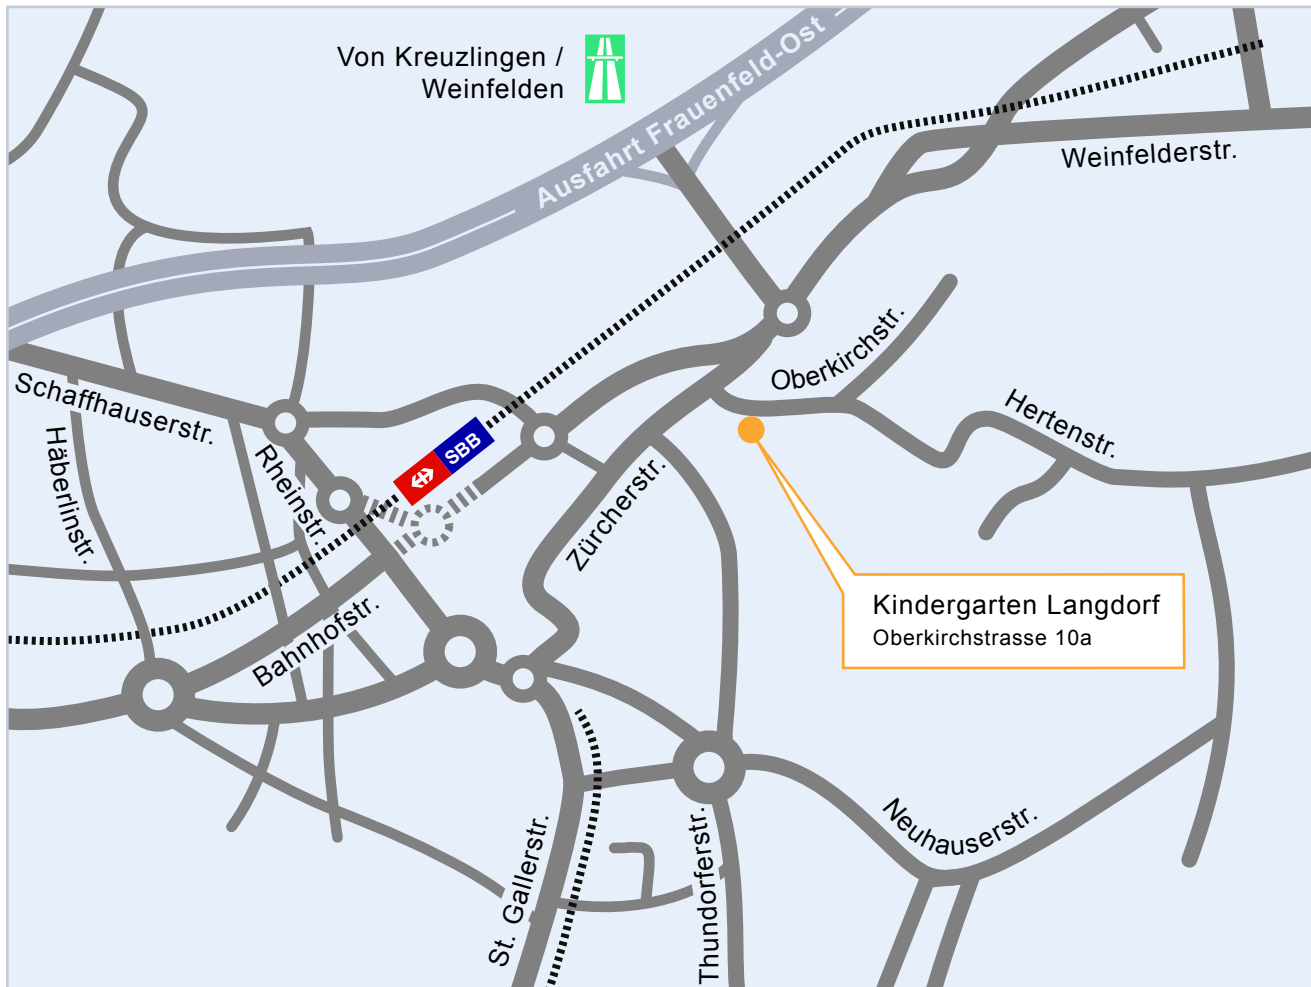 Von Kreuzlingen /
Weinfelden
Ausfahrt Frauenfeld-Ost
Weinfelderstr.
Oberkirchstr.
Hertenstr.
Schaffhauserstr.
Häberlinstr.
Rheinstr.
SBB
Zürcherstr.
Bahnhofstr.
Kindergarten Langdorf
Oberkirchstrasse 10a
Neuhauserstr.
St. Gallerstr.
Thundorferstr.